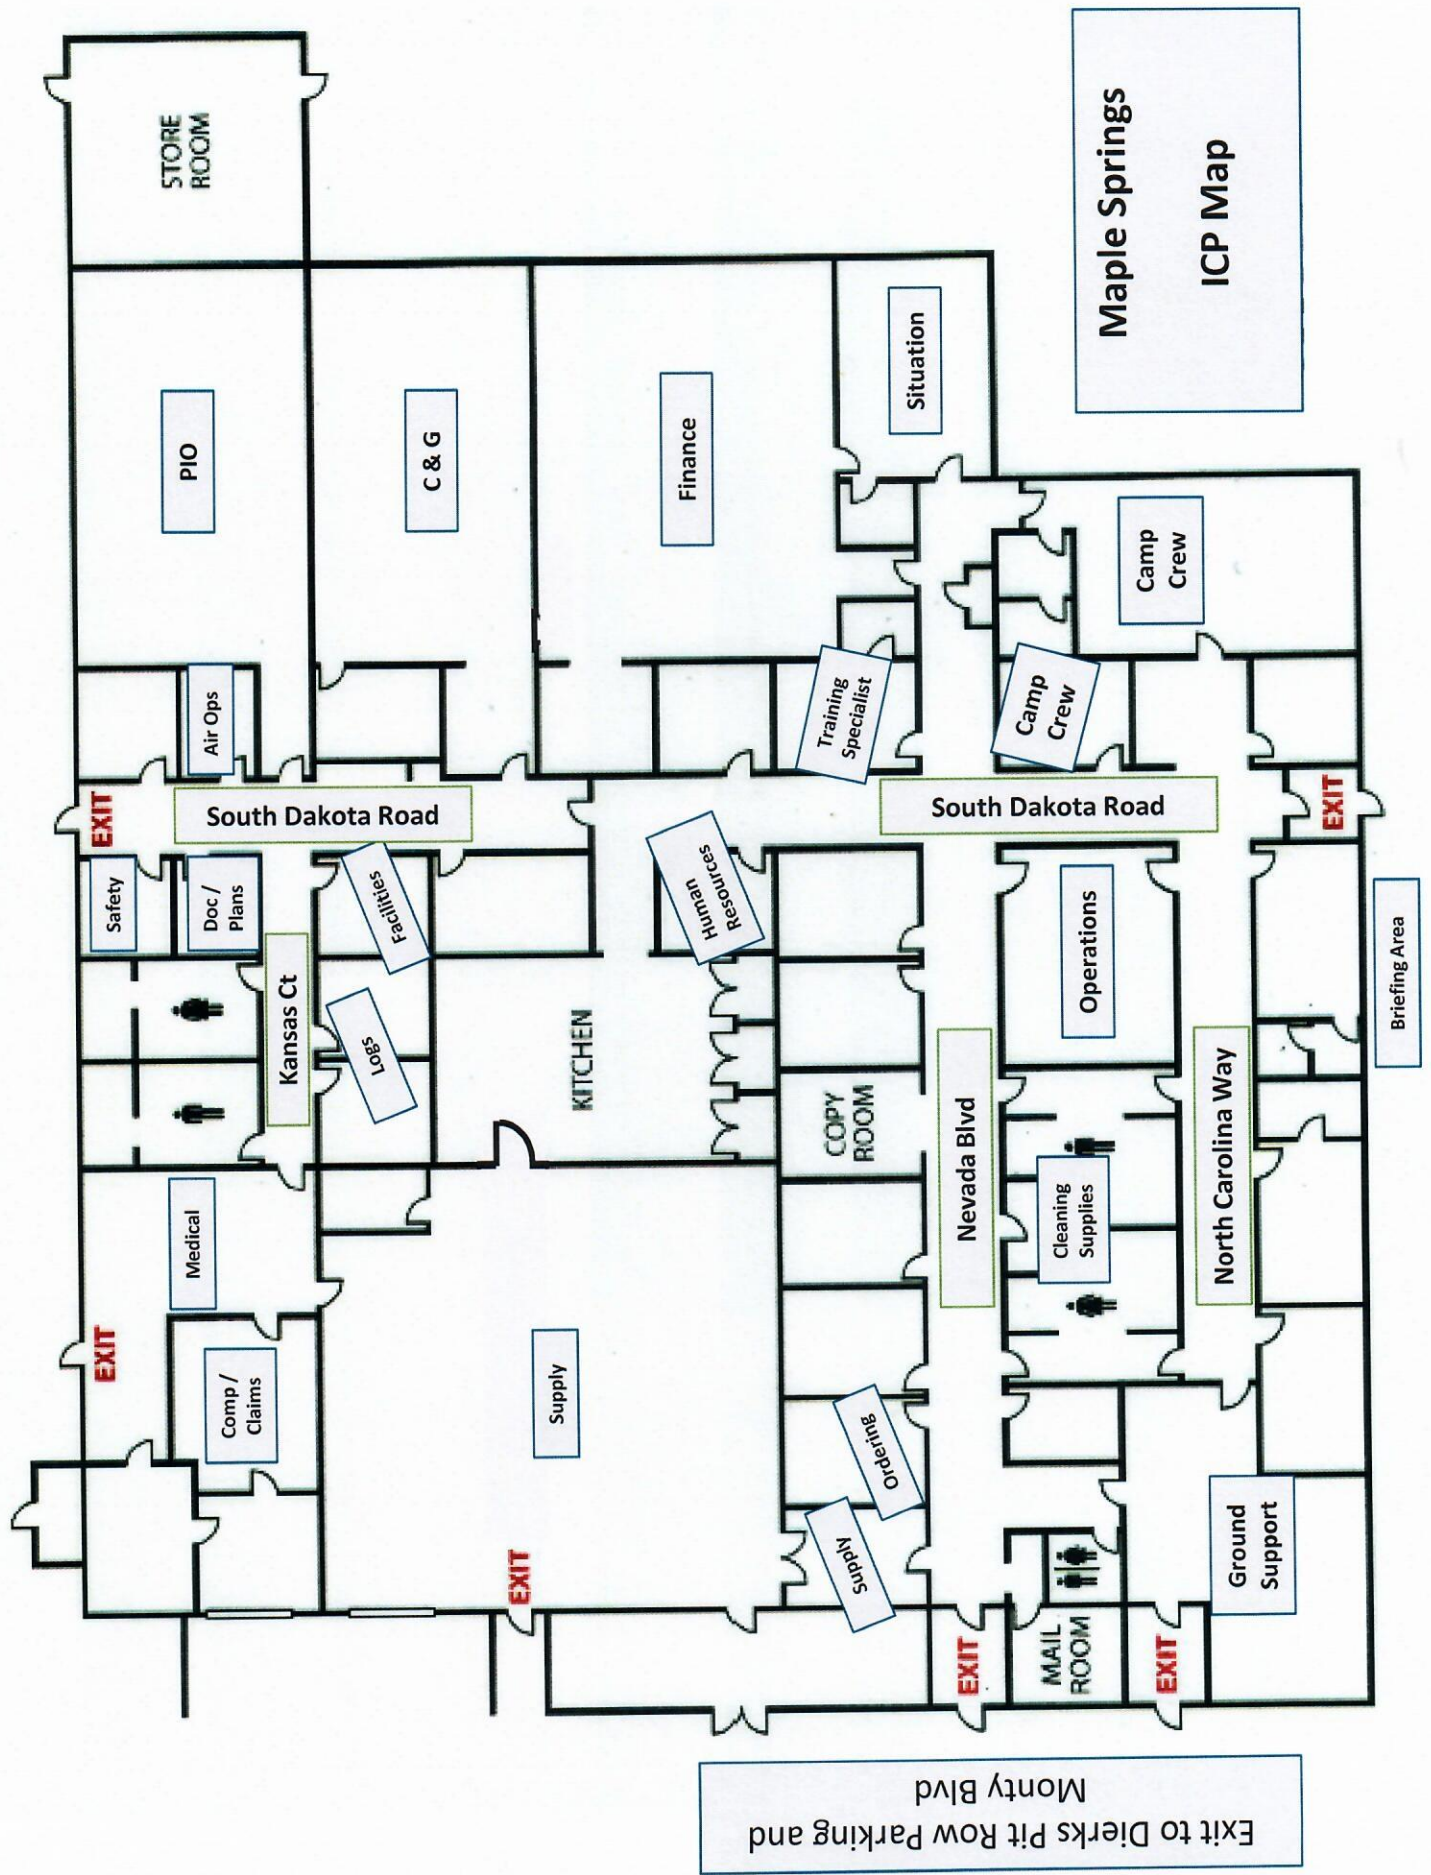 Maple Springs
ICP Map
STORE
ROOM
PIO
C & G
Finance
Situation
Air Ops
Training
Specialist
Camp
Crew
Camp
Crew
EXIT
South Dakota Road
South Dakota Road
EXIT
Safety
Doc /
Plans
Facilities
Human
Resources
Operations
Briefing Area
Kansas Ct
Logs
KITCHEN
COPY
ROOM
Nevada Blvd
Cleaning
Supplies
North Carolina Way
Medical
EXIT
Comp /
Claims
Supply
Ordering
Supply
Ground
Support
EXIT
EXIT
MAIL
ROOM
EXIT
Exit to Dierks Pit Row Parking and
Monty Blvd